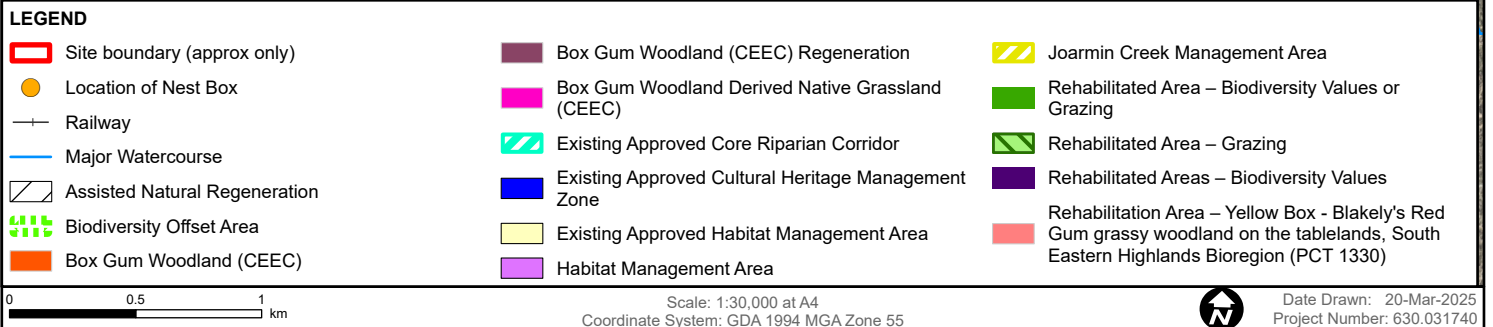 LEGEND
Site boundary (approx only)
Location of Nest Box
Railway
Major Watercourse
Assisted Natural Regeneration
Biodiversity Offset Area
Box Gum Woodland (CEEC)
Box Gum Woodland (CEEC) Regeneration
Box Gum Woodland Derived Native Grassland
(CEEC)
Existing Approved Core Riparian Corridor
Existing Approved Cultural Heritage Management
Zone
Existing Approved Habitat Management Area
Habitat Management Area
Joarmin Creek Management Area
Rehabilitated Area – Biodiversity Values or
Grazing
Rehabilitated Area – Grazing
Rehabilitated Areas – Biodiversity Values
Rehabilitation Area – Yellow Box - Blakely's Red
Gum grassy woodland on the tablelands, South
Eastern Highlands Bioregion (PCT 1330)
0 0.5 1
km
Scale: 1:30,000 at A4
Coordinate System: GDA 1994 MGA Zone 55
N
Date Drawn: 20-Mar-2025
Project Number: 630.031740